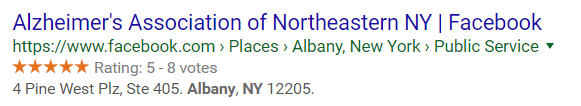 Alzheimer's Association of Northeastern NY | Facebook
https://www.facebook.com › Places › Albany, New York › Public Service
Rating: 5 - 8 votes
4 Pine West Plz, Ste 405. Albany, NY 12205.